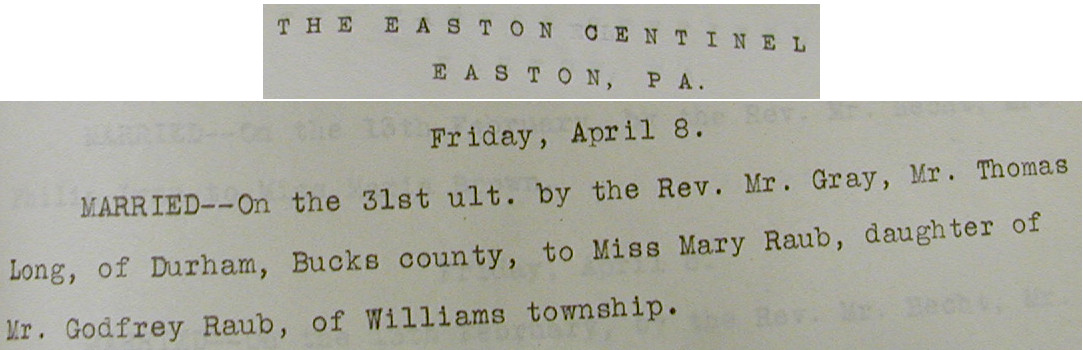 THE EASTON CENTINEL
EASTON, PA.
Friday, April 8.
MARRIED--On the 31st ult. by the Rev. Mr. Gray, Mr. Thomas
Long, of Durham, Bucks county, to Miss Mary Raub, daughter of
Mr. Godfrey Raub, of Williams township.